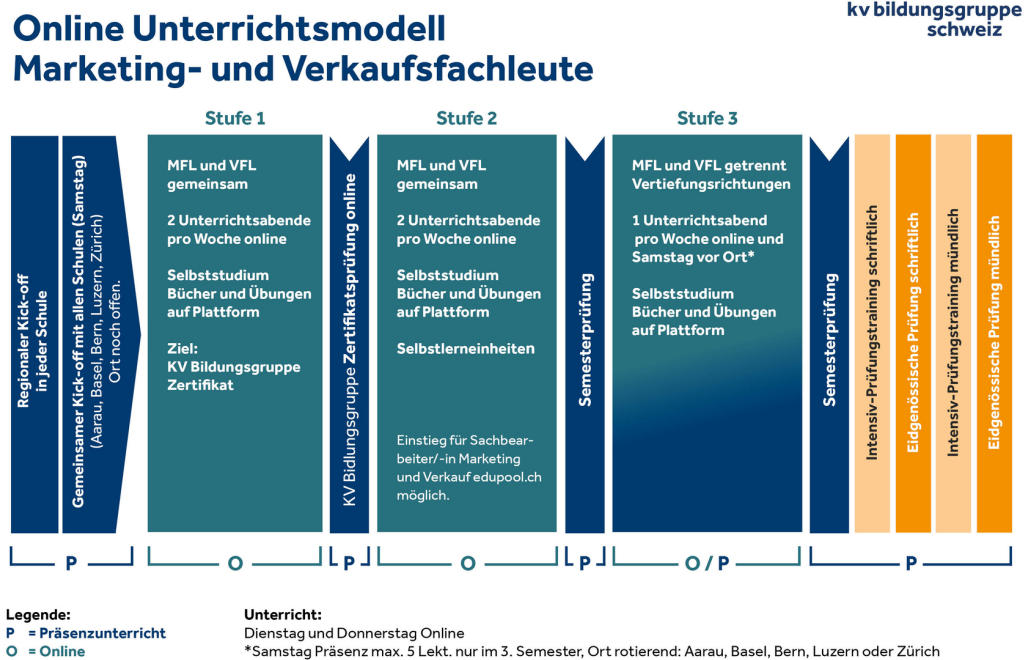 Online Unterrichtsmodell
Marketing- und Verkaufsfachleute
kv bildungsgruppe
schweiz
Regionaler Kick-off
in jeder Schule
Gemeinsamer Kick-off mit allen Schulen (Samstag)
(Aarau, Basel, Bern, Luzern, Zürich)
Ort noch offen.
Stufe 1
MFL und VFL
gemeinsam
2 Unterrichtsabende
pro Woche online
Selbststudium
Bücher und Übungen
auf Plattform
Ziel:
KV Bildungsgruppe
Zertifikat
KV Bidlungsgruppe Zertifikatsprüfung online
Stufe 2
MFL und VFL
gemeinsam
2 Unterrichtsabende
pro Woche online
Selbststudium
Bücher und Übungen
auf Plattform
Selbstlerneinheiten
Einstieg für Sachbear-
beiter/-in Marketing
und Verkauf edupool.ch
möglich.
Semesterprüfung
Stufe 3
MFL und VFL getrennt
Vertiefungsrichtungen
1 Unterrichtsabend
pro Woche online und
Samstag vor Ort*
Selbststudium
Bücher und Übungen
auf Plattform
Semesterprüfung
Intensiv-Prüfungstraining schriftlich
Eidgenössische Prüfung schriftlich
Intensiv-Prüfungstraining mündlich
Eidgenössische Prüfung mündlich
P
O
P
O
P
O / P
P
Legende:
P = Präsenzunterricht
O = Online
Unterricht:
Dienstag und Donnerstag Online
*Samstag Präsenz max. 5 Lekt. nur im 3. Semester, Ort rotierend: Aarau, Basel, Bern, Luzern oder Zürich